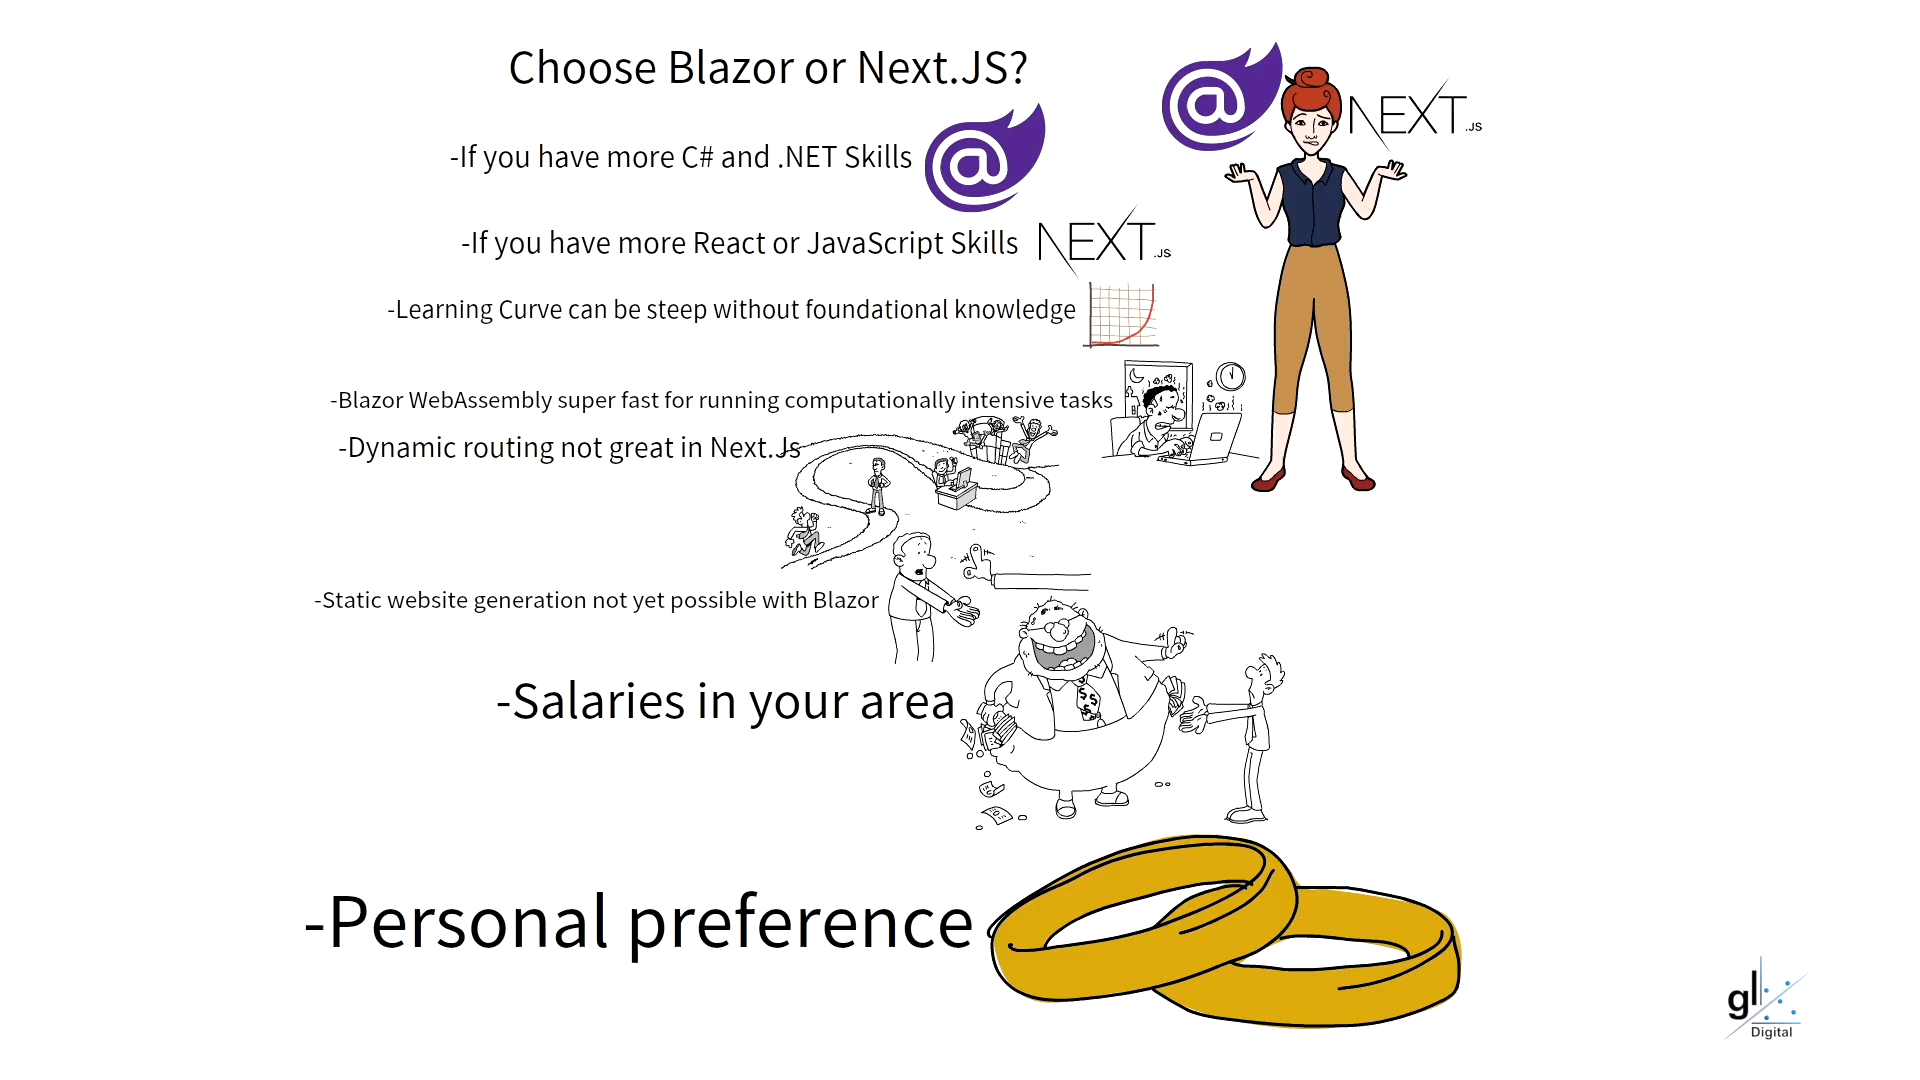 Choose Blazor or Next.JS?
@
NEXT.JS
-If you have more C# and .NET Skills
@
-If you have more React or JavaScript Skills
NEXT.JS
-Learning Curve can be steep without foundational knowledge
-Blazor WebAssembly super fast for running computationally intensive tasks
-Dynamic routing not great in Next.Js
-Static website generation not yet possible with Blazor
-Salaries in your area
$ $ $
-Personal preference
gl
Digital